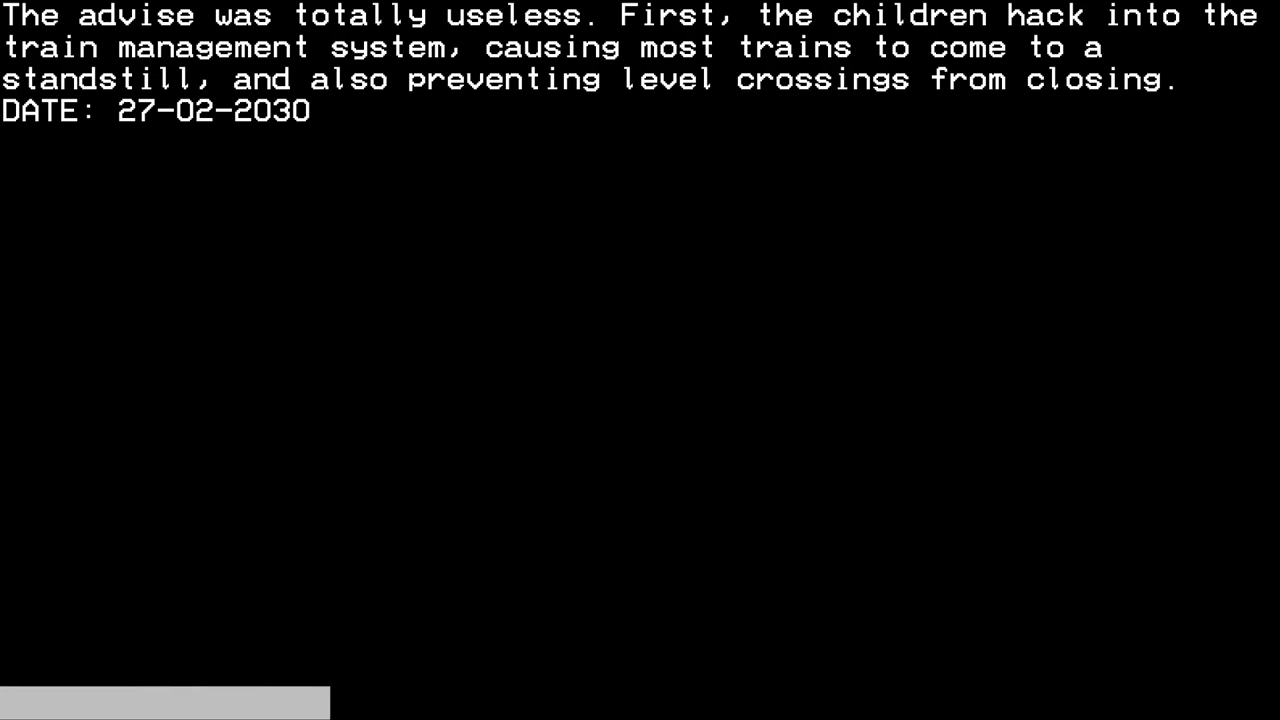 The advise was totally useless. First, the children hack into the
train management system, causing most trains to come to a
standstill, and also preventing level crossings from closing.
DATE: 27-02-2030